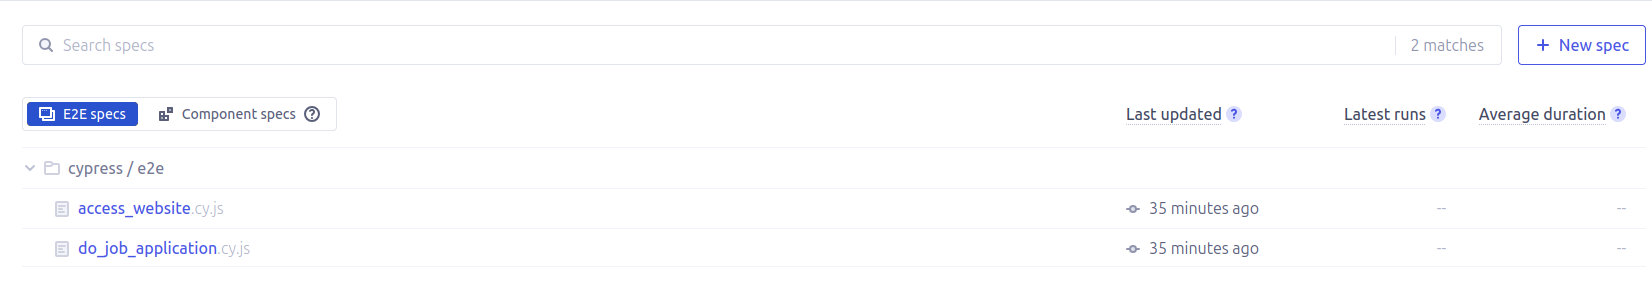 Search specs 2 matches + New spec
E2E specs Component specs ? Last updated ? Latest runs ? Average duration ?
cypress / e2e
access_website.cy.js 35 minutes ago -- --
do_job_application.cy.js 35 minutes ago -- --